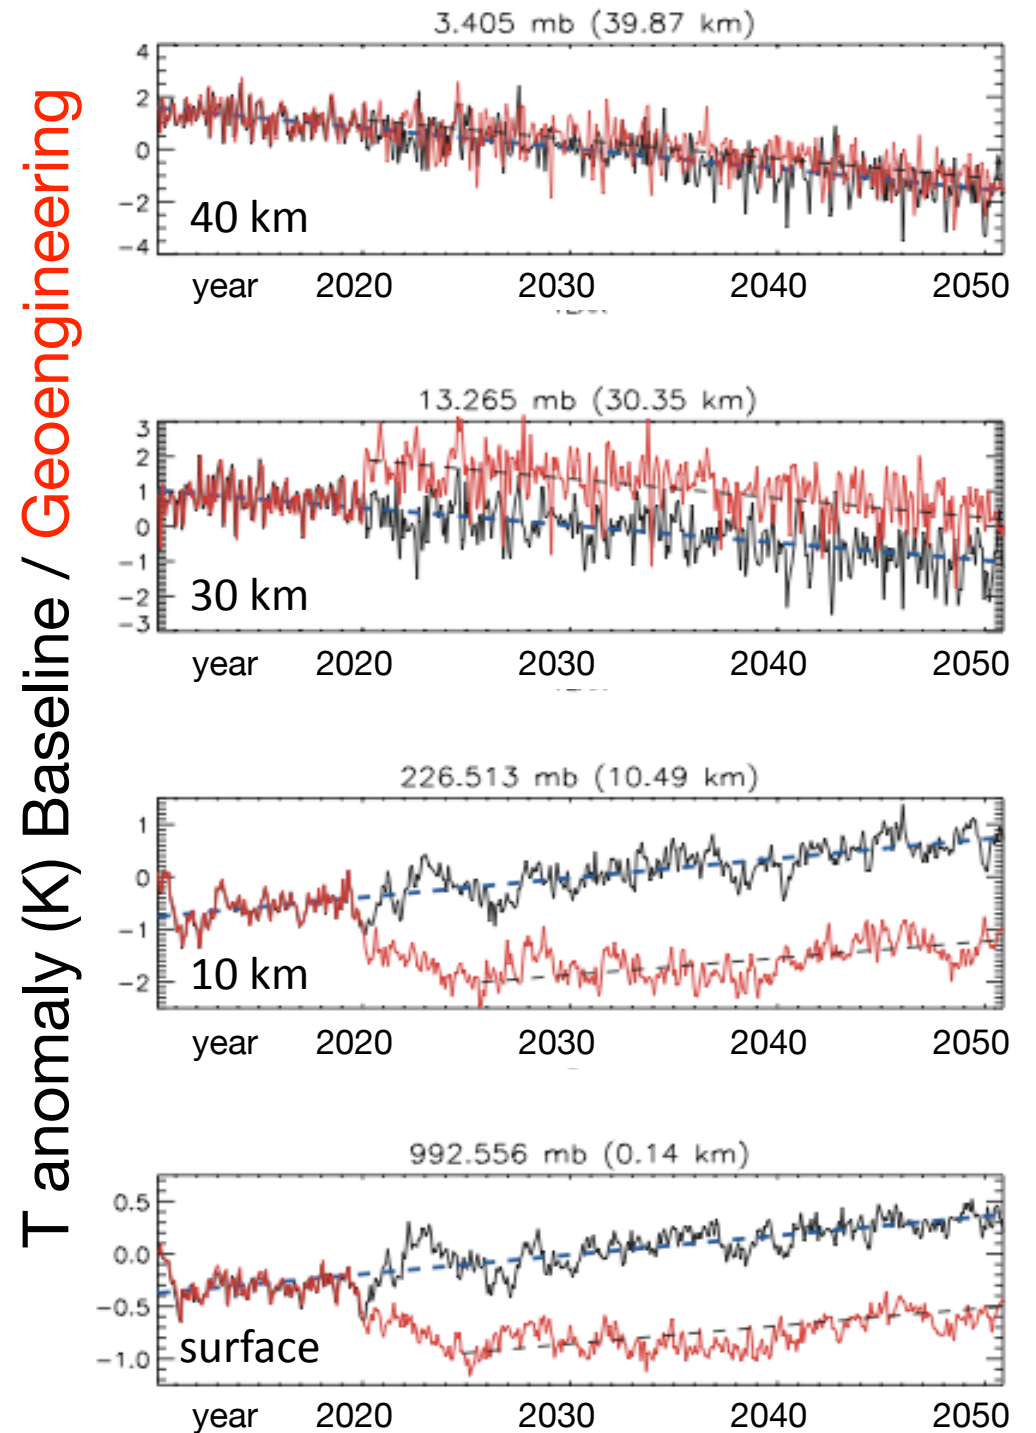 T anomaly (K) Baseline / Geoengineering
3.405 mb (39.87 km)
4
2
0
−2
−4
40 km
year 2020 2030 2040 2050
13.265 mb (30.35 km)
3
2
1
0
−1
−2
−3
30 km
year 2020 2030 2040 2050
226.513 mb (10.49 km)
1
0
−1
−2
10 km
year 2020 2030 2040 2050
992.556 mb (0.14 km)
0.5
0.0
−0.5
−1.0
surface
year 2020 2030 2040 2050